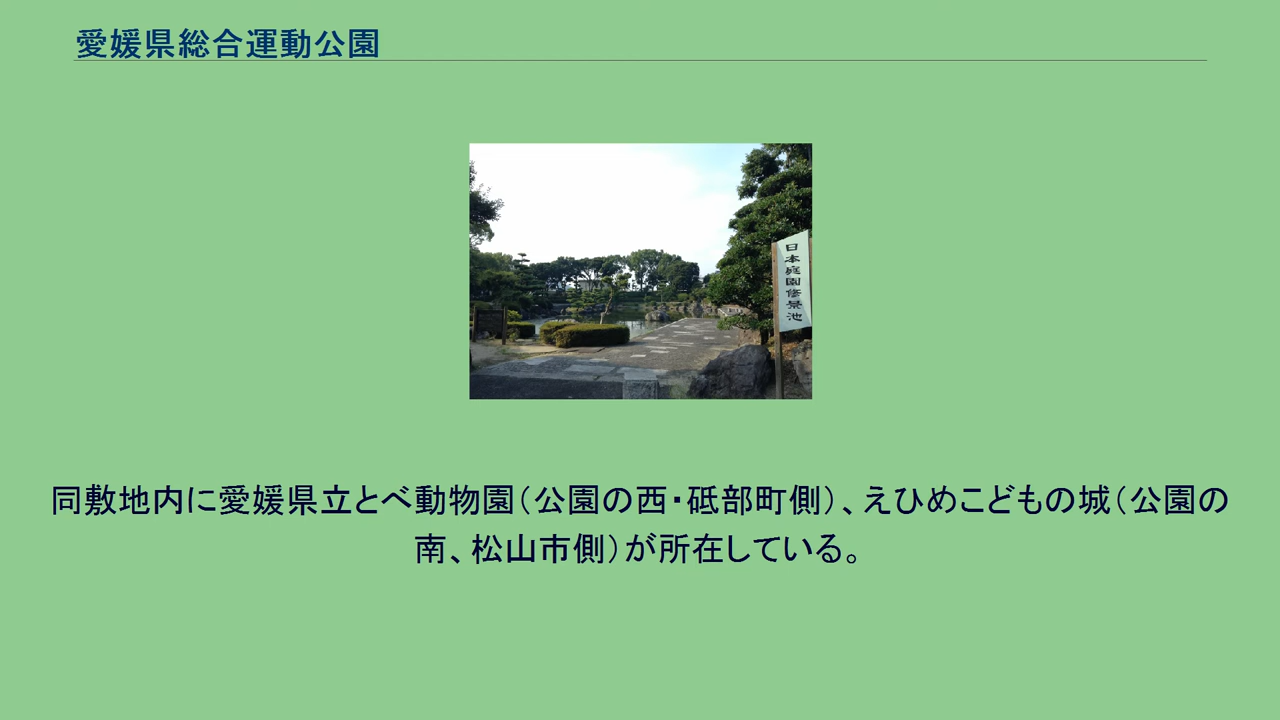 愛媛県総合運動公園
日本庭園修景池
同敷地内に愛媛県立とべ動物園（公園の西・砥部町側）、えひめこどもの城（公園の
南、松山市側）が所在している。